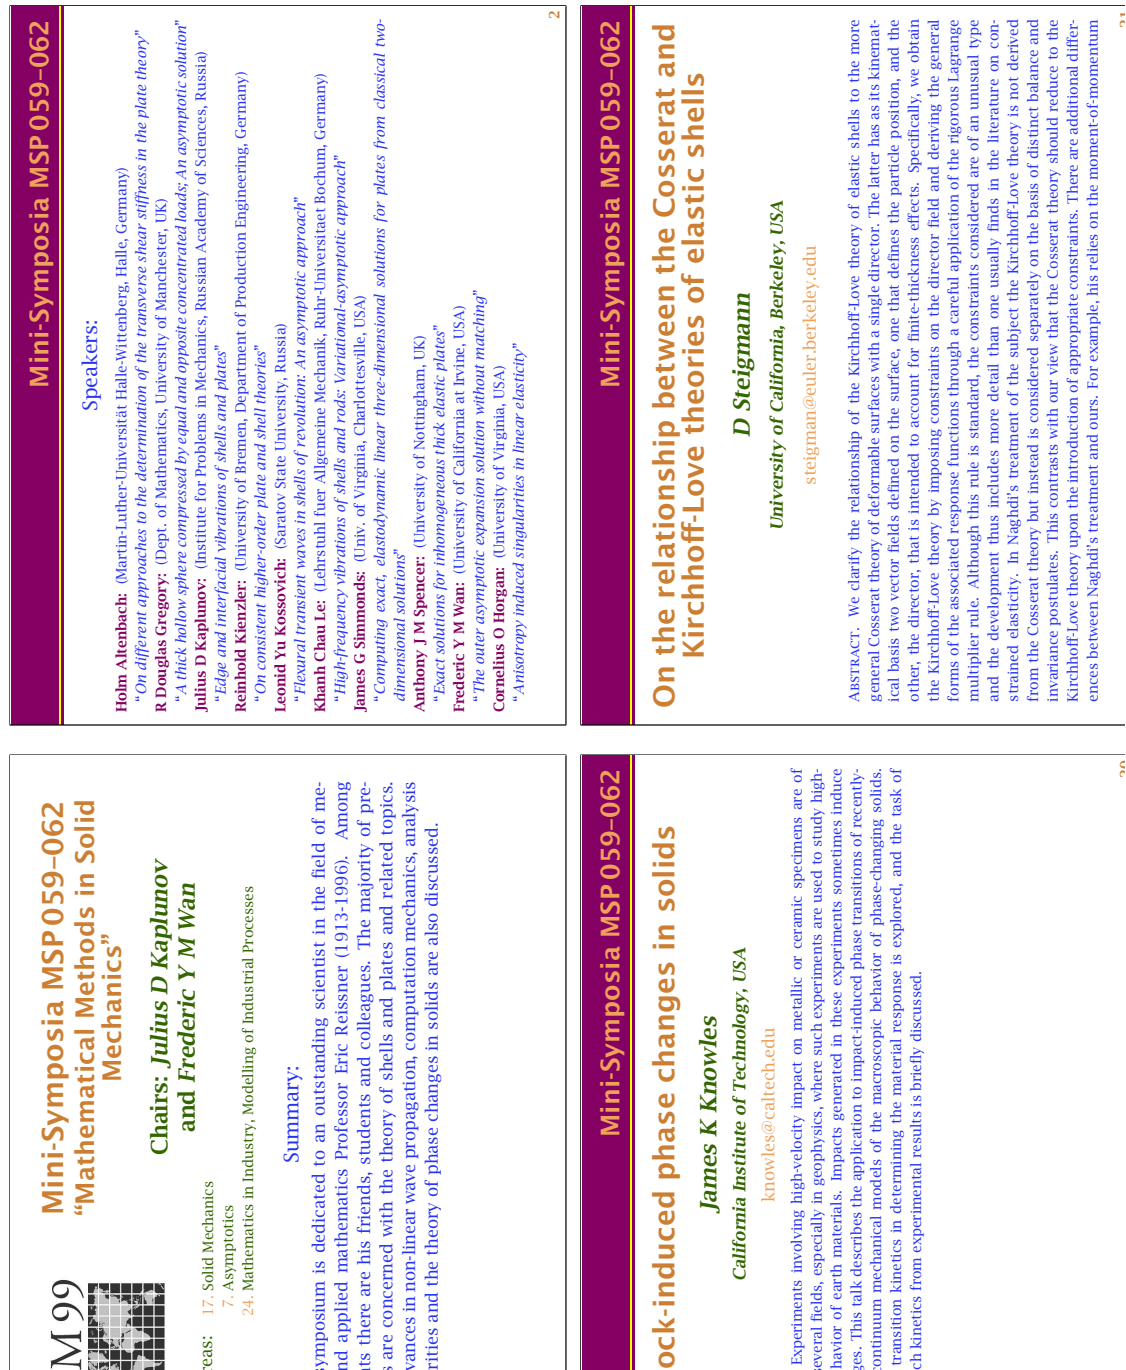 Mini-Symposia MSP 059–062
“Mathematical Methods in Solid
Mechanics”
M 99
Chairs: Julius D Kaplunov
and Frederic Y M Wan
17. Solid Mechanics
7. Asymptotics
24. Mathematics in Industry, Modelling of Industrial Processes
Summary:
symposium is dedicated to an outstanding scientist in the field of me-
applied mathematics Professor Eric Reissner (1913-1996). Among
there are his friends, students and colleagues. The majority of pre-
are concerned with the theory of shells and plates and related topics.
in non-linear wave propagation, computation mechanics, analysis
and the theory of phase changes in solids are also discussed.
Mini-Symposia MSP 059–062
Speakers:
Holm Altenbach: (Martin-Luther-Universität Halle-Wittenberg, Halle, Germany)
“On different approaches to the determination of the transverse shear stiffness in the plate theory”
R Douglas Gregory: (Dept. of Mathematics, University of Manchester, UK)
“A thick hollow sphere compressed by equal and opposite concentrated loads; An asymptotic solution”
Julius D Kaplunov: (Institute for Problems in Mechanics, Russian Academy of Sciences, Russia)
“Edge and interfacial vibrations of shells and plates”
Reinhold Kienzler: (University of Bremen, Department of Production Engineering, Germany)
“On consistent higher-order plate and shell theories”
Leonid Yu Kossovich: (Saratov State University, Russia)
“Flexural transient waves in shells of revolution: An asymptotic approach”
Khanh Chau Le: (Lehrstuhl fuer Allgemeine Mechanik, Ruhr-Universitaet Bochum, Germany)
“High-frequency vibrations of shells and rods: Variational-asymptotic approach”
James G Simmonds: (Univ. of Virginia, Charlottesville, USA)
“Computing exact, elastodynamic linear three-dimensional solutions for plates from classical two-
dimensional solutions”
Anthony J M Spencer: (University of Nottingham, UK)
“Exact solutions for inhomogeneous thick elastic plates”
Frederic Y M Wan: (University of California at Irvine, USA)
“The outer asymptotic expansion solution without matching”
Cornelius O Horgan: (University of Virginia, USA)
“Anisotropy induced singularities in linear elasticity”
2
Mini-Symposia MSP 059–062
ock-induced phase changes in solids
James K Knowles
California Institute of Technology, USA
knowles@caltech.edu
Experiments involving high-velocity impact on metallic or ceramic specimens are of
several fields, especially in geophysics, where such experiments are used to study high-
havior of earth materials. Impacts generated in these experiments sometimes induce
ges. This talk describes the application to impact-induced phase transitions of recently-
continuum mechanical models of the macroscopic behavior of phase-changing solids.
transition kinetics in determining the material response is explored, and the task of
ch kinetics from experimental results is briefly discussed.
Mini-Symposia MSP 059–062
On the relationship between the Cosserat and
Kirchhoff-Love theories of elastic shells
D Steigmann
University of California, Berkeley, USA
steigman@euler.berkeley.edu
ABSTRACT. We clarify the relationship of the Kirchhoff-Love theory of elastic shells to the more
general Cosserat theory of deformable surfaces with a single director. The latter has as its kinemat-
ical basis two vector fields defined on the surface, one that defines the particle position, and the
other, the director, that is intended to account for finite-thickness effects. Specifically, we obtain
the Kirchhoff-Love theory by imposing constraints on the director field and deriving the general
forms of the associated response functions through a careful application of the rigorous Lagrange
multiplier rule. Although this rule is standard, the constraints considered are of an unusual type
and the development thus includes more detail than one usually finds in the literature on con-
strained elasticity. In Naghdi’s treatment of the subject the Kirchhoff-Love theory is not derived
from the Cosserat theory but instead is considered separately on the basis of distinct balance and
invariance postulates. This contrasts with our view that the Cosserat theory should reduce to the
Kirchhoff-Love theory upon the introduction of appropriate constraints. There are additional differ-
ences between Naghdi’s treatment and ours. For example, his relies on the moment-of-momentum